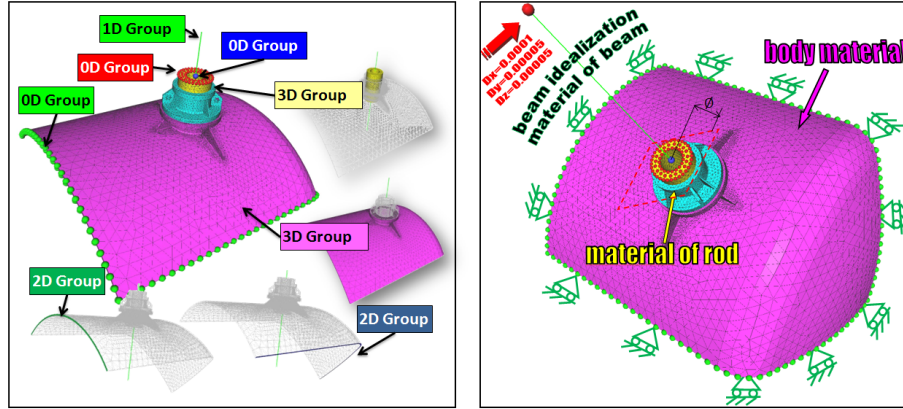 1D Group
0D Group
0D Group
3D Group
0D Group
3D Group
2D Group
2D Group
Dx=0.0001
Dy=0.00005
Dz=0.00005
beam idealization
material of beam
body material
Ø
material of rod